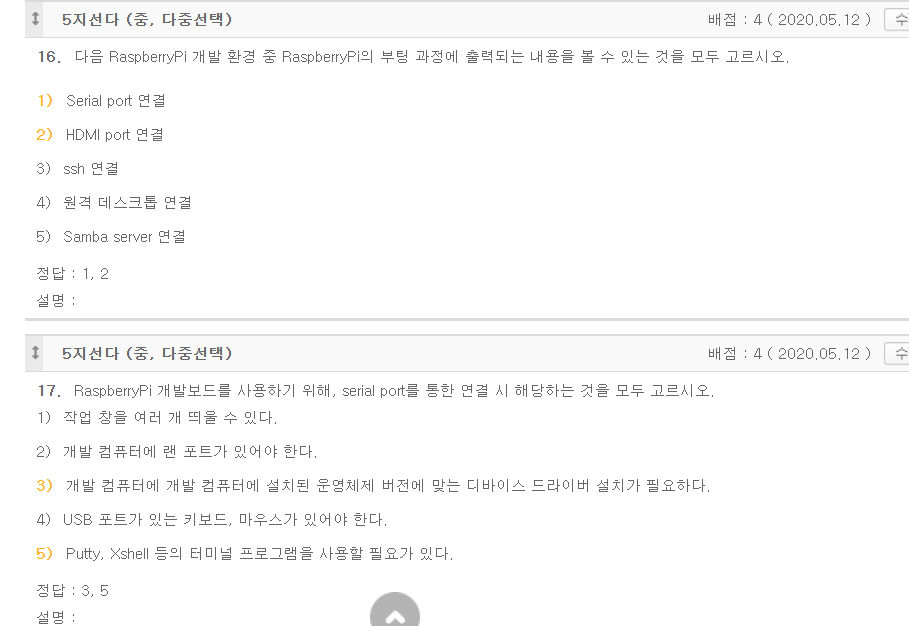 5지선다 (중, 다중선택) 배점 : 4 ( 2020.05.12 )
16. 다음 RaspberryPi 개발 환경 중 RaspberryPi의 부팅 과정에 출력되는 내용을 볼 수 있는 것을 모두 고르시오.
1) Serial port 연결
2) HDMI port 연결
3) ssh 연결
4) 원격 데스크톱 연결
5) Samba server 연결
정답 : 1, 2
설명 :
5지선다 (중, 다중선택) 배점 : 4 ( 2020.05.12 )
17. RaspberryPi 개발보드를 사용하기 위해, serial port를 통한 연결 시 해당하는 것을 모두 고르시오.
1) 작업 창을 여러 개 띄울 수 있다.
2) 개발 컴퓨터에 랜 포트가 있어야 한다.
3) 개발 컴퓨터에 개발 컴퓨터에 설치된 운영체제 버전에 맞는 디바이스 드라이버 설치가 필요하다.
4) USB 포트가 있는 키보드, 마우스가 있어야 한다.
5) Putty, Xshell 등의 터미널 프로그램을 사용할 필요가 있다.
정답 : 3, 5
설명 :